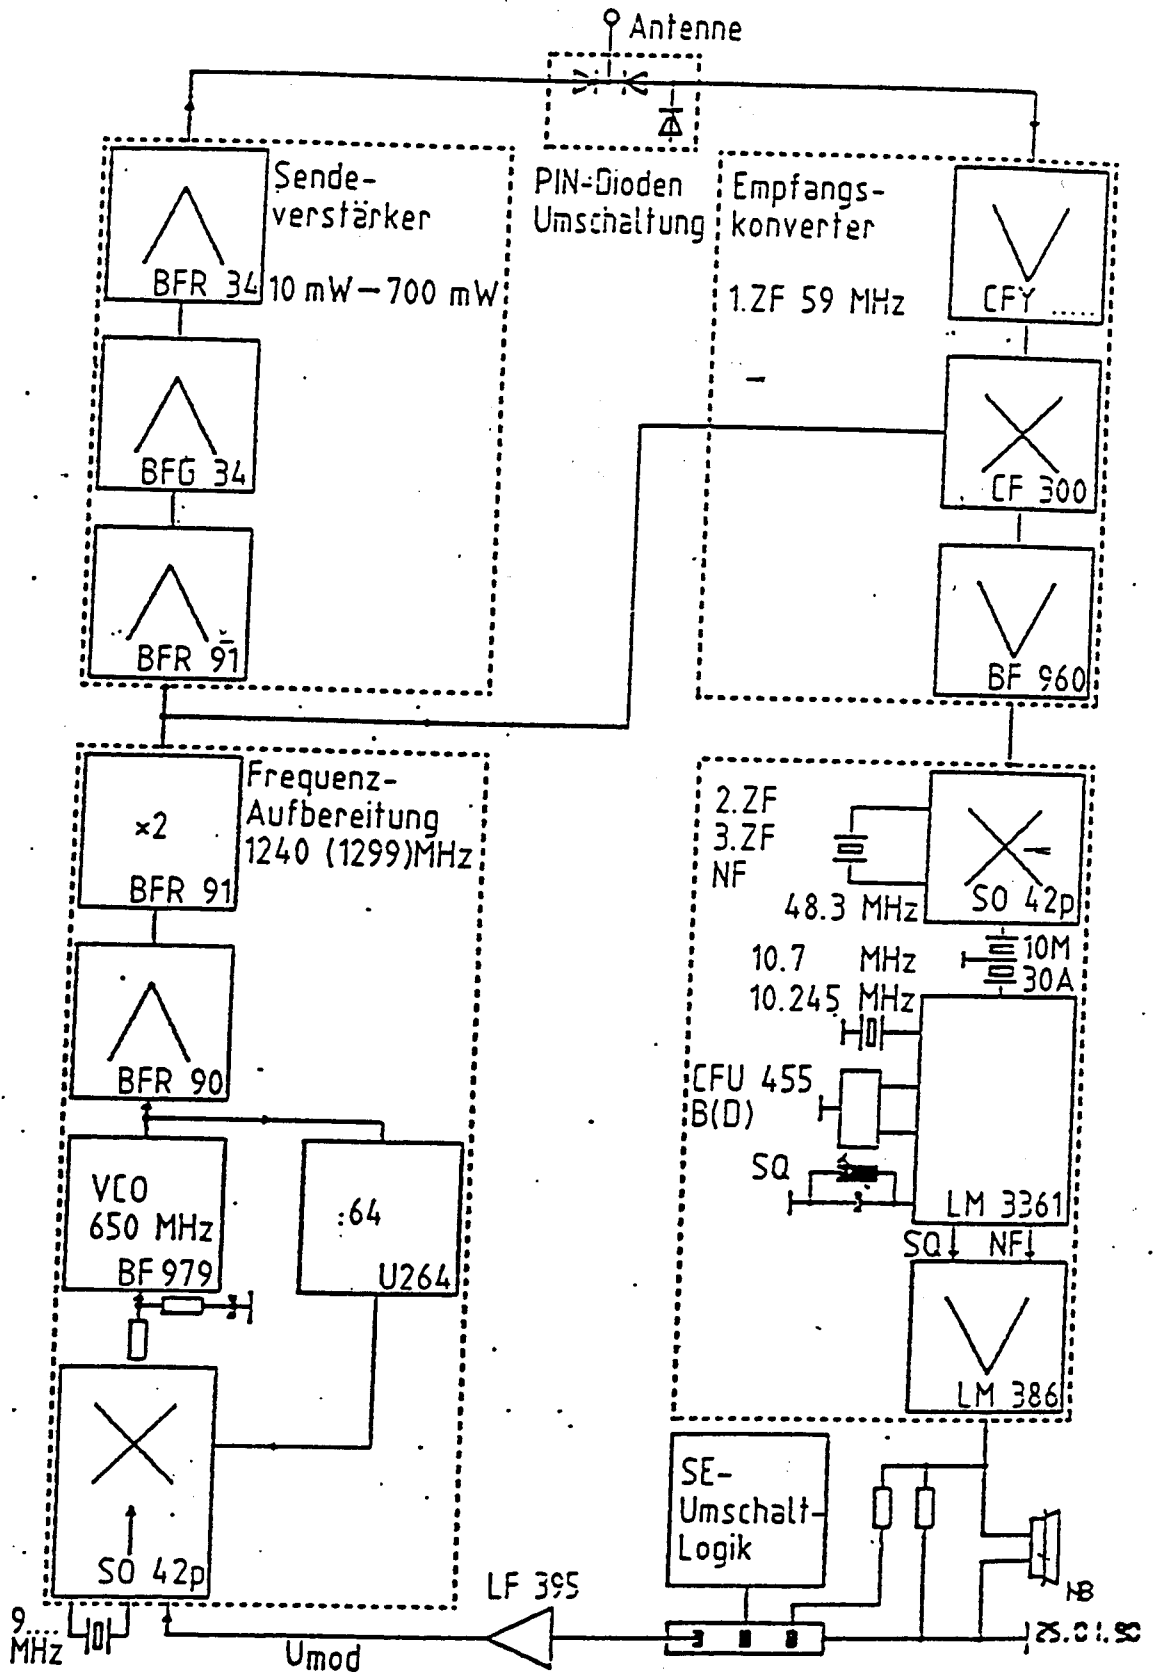 Antenne
Sende-
verstärker
BFR 34
10 mW - 700 mW
PIN-Dioden
Umschaltung
Empfangs-
konverter
1.ZF 59 MHz
CFY .....
BFG 34
CF 300
BFR 91
BF 960
Frequenz-
Aufbereitung
1240 (1299)MHz
×2
BFR 91
BFR 90
VCO
650 MHz
BF 979
:64
U264
SO 42p
9....
MHz
Umod
LF 395
2.ZF
3.ZF
NF
48.3 MHz
SO 42p
10M
30A
10.7 MHz
10.245 MHz
CFU 455
B(D)
SQ
LM 3361
SQ NF
LM 386
SE-
Umschalt-
Logik
25.01.90